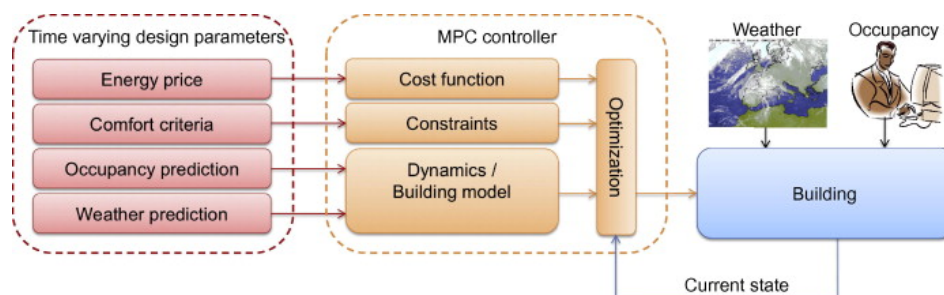 Time varying design parameters
Energy price
Comfort criteria
Occupancy prediction
Weather prediction
MPC controller
Cost function
Constraints
Dynamics /
Building model
Optimization
Weather
Occupancy
Building
Current state